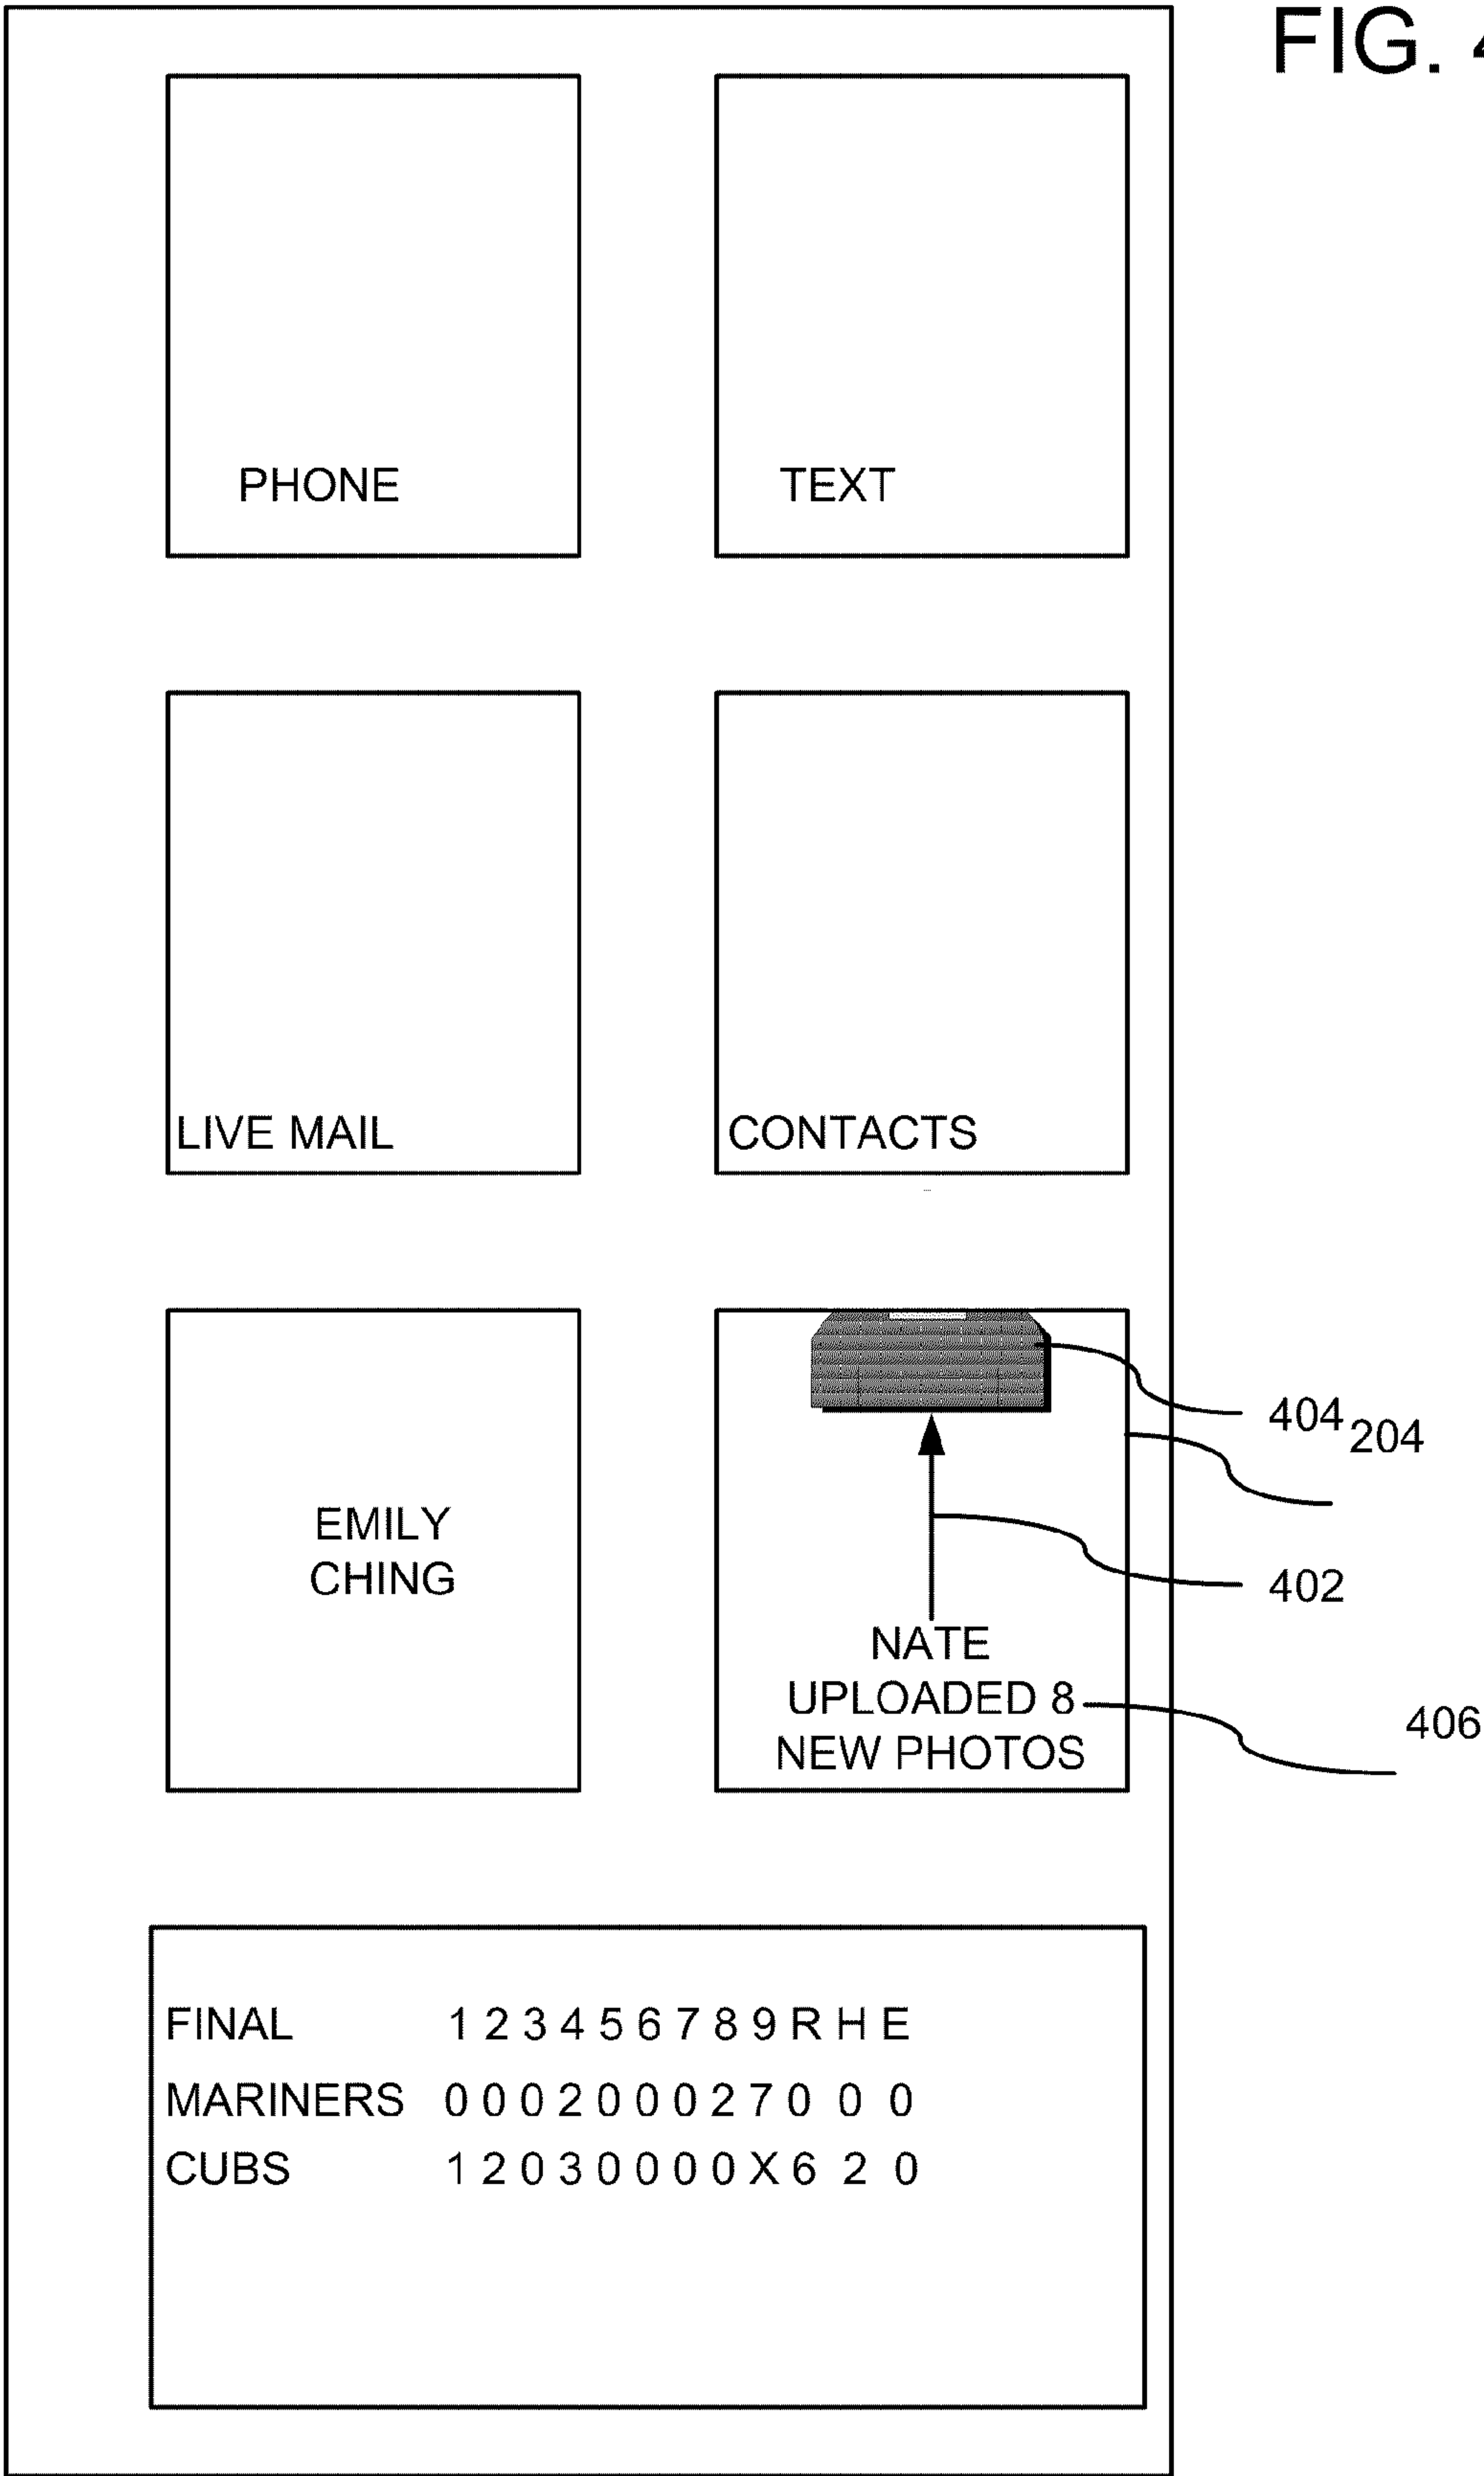 FIG. 4
PHONE
TEXT
LIVE MAIL
CONTACTS
EMILY
CHING
404
204
402
NATE
UPLOADED 8
NEW PHOTOS
406
FINAL 1 2 3 4 5 6 7 8 9 R H E
MARINERS 0 0 0 2 0 0 0 2 7 0 0 0
CUBS 1 2 0 3 0 0 0 0 X 6 2 0